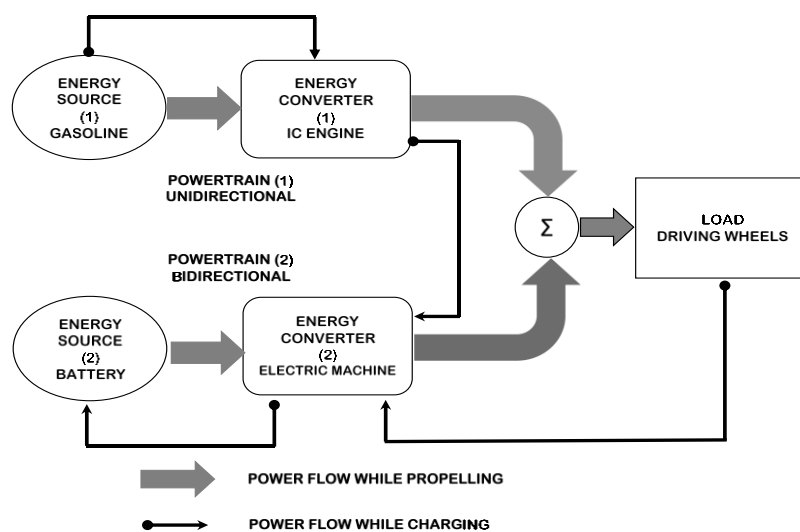 ENERGY
SOURCE
(1)
GASOLINE
ENERGY
CONVERTER
(1)
IC ENGINE
POWERTRAIN (1)
UNIDIRECTIONAL
Σ
LOAD
DRIVING WHEELS
POWERTRAIN (2)
BIDIRECTIONAL
ENERGY
SOURCE
(2)
BATTERY
ENERGY
CONVERTER
(2)
ELECTRIC MACHINE
POWER FLOW WHILE PROPELLING
POWER FLOW WHILE CHARGING